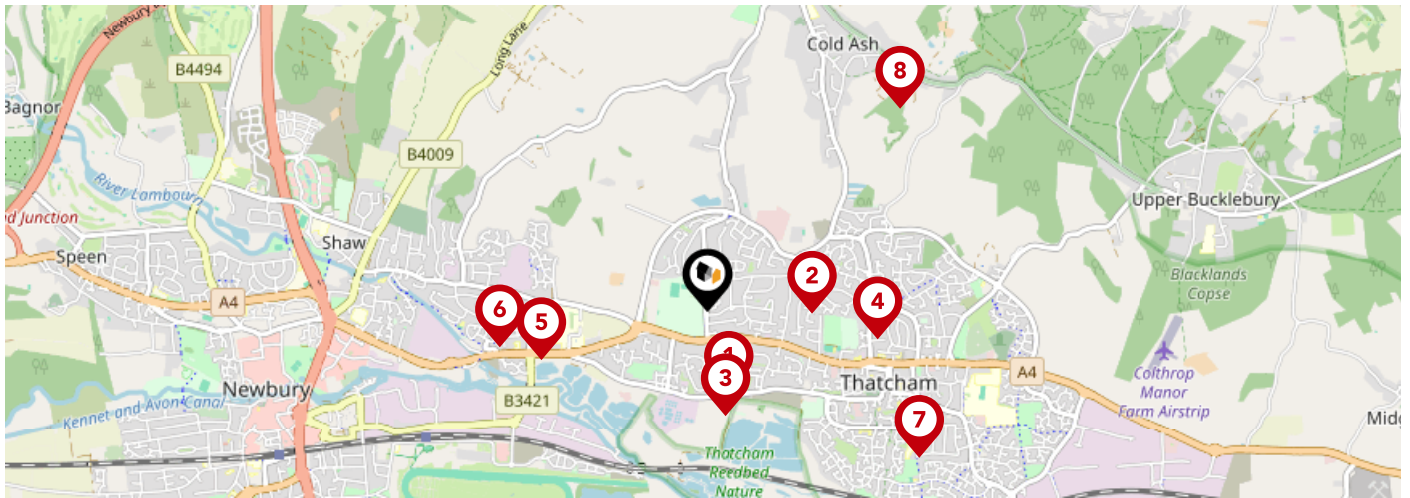 Newbury
Long Lane
Cold Ash
8
B4494
Bagnor
B4009
River Lambourn
d Junction
Upper Bucklebury
Shaw
Speen
2
Blacklands
Copse
A4
6
5
4
1
3
Colthrop
Manor
Farm Airstrip
A4
Thatcham
Newbury
B3421
Kennet and Avon Canal
7
Midg
Thatcham
Reedbed
Nature